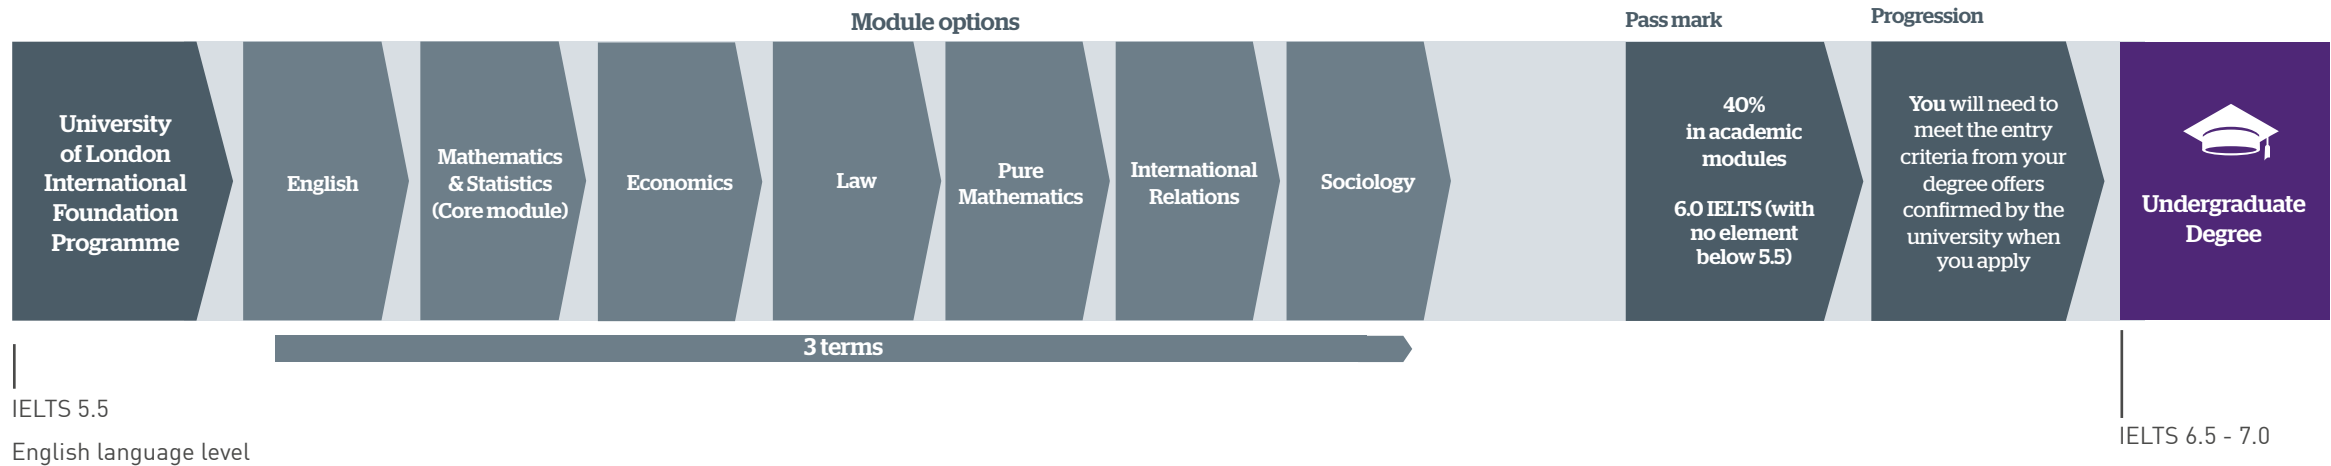 Module options
Pass mark
Progression
University
of London
International
Foundation
Programme
English
Mathematics
& Statistics
(Core module)
Economics
Law
Pure
Mathematics
International
Relations
Sociology
40%
in academic
modules
6.0 IELTS (with
no element
below 5.5)
You will need to
meet the entry
criteria from your
degree offers
confirmed by the
university when
you apply
Undergraduate
Degree
3 terms
IELTS 5.5
English language level
IELTS 6.5 - 7.0